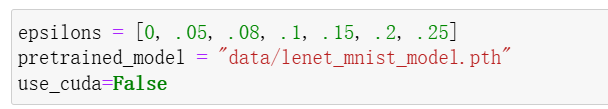 epsilons = [0, .05, .08, .1, .15, .2, .25]
pretrained_model = "data/lenet_mnist_model.pth"
use_cuda=False